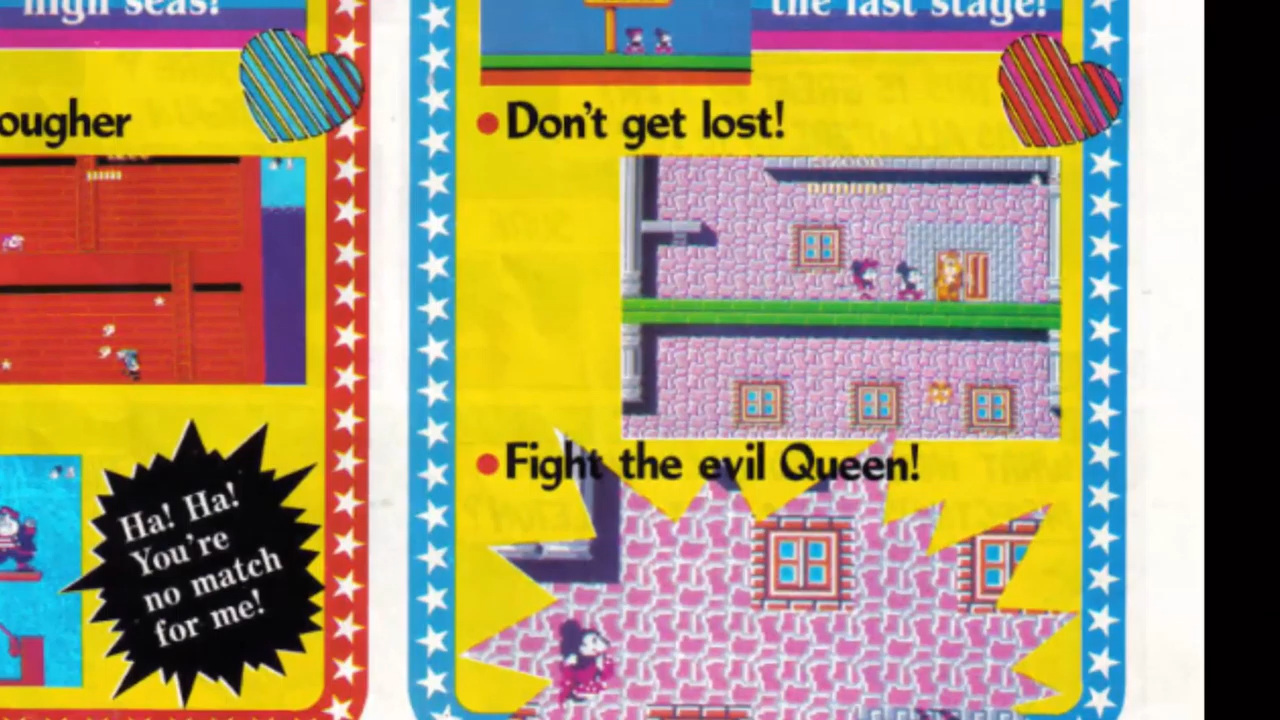 high seas!
ougher
Ha! Ha!
You're
no match
for me!
the last stage!
Don't get lost!
Fight the evil Queen!